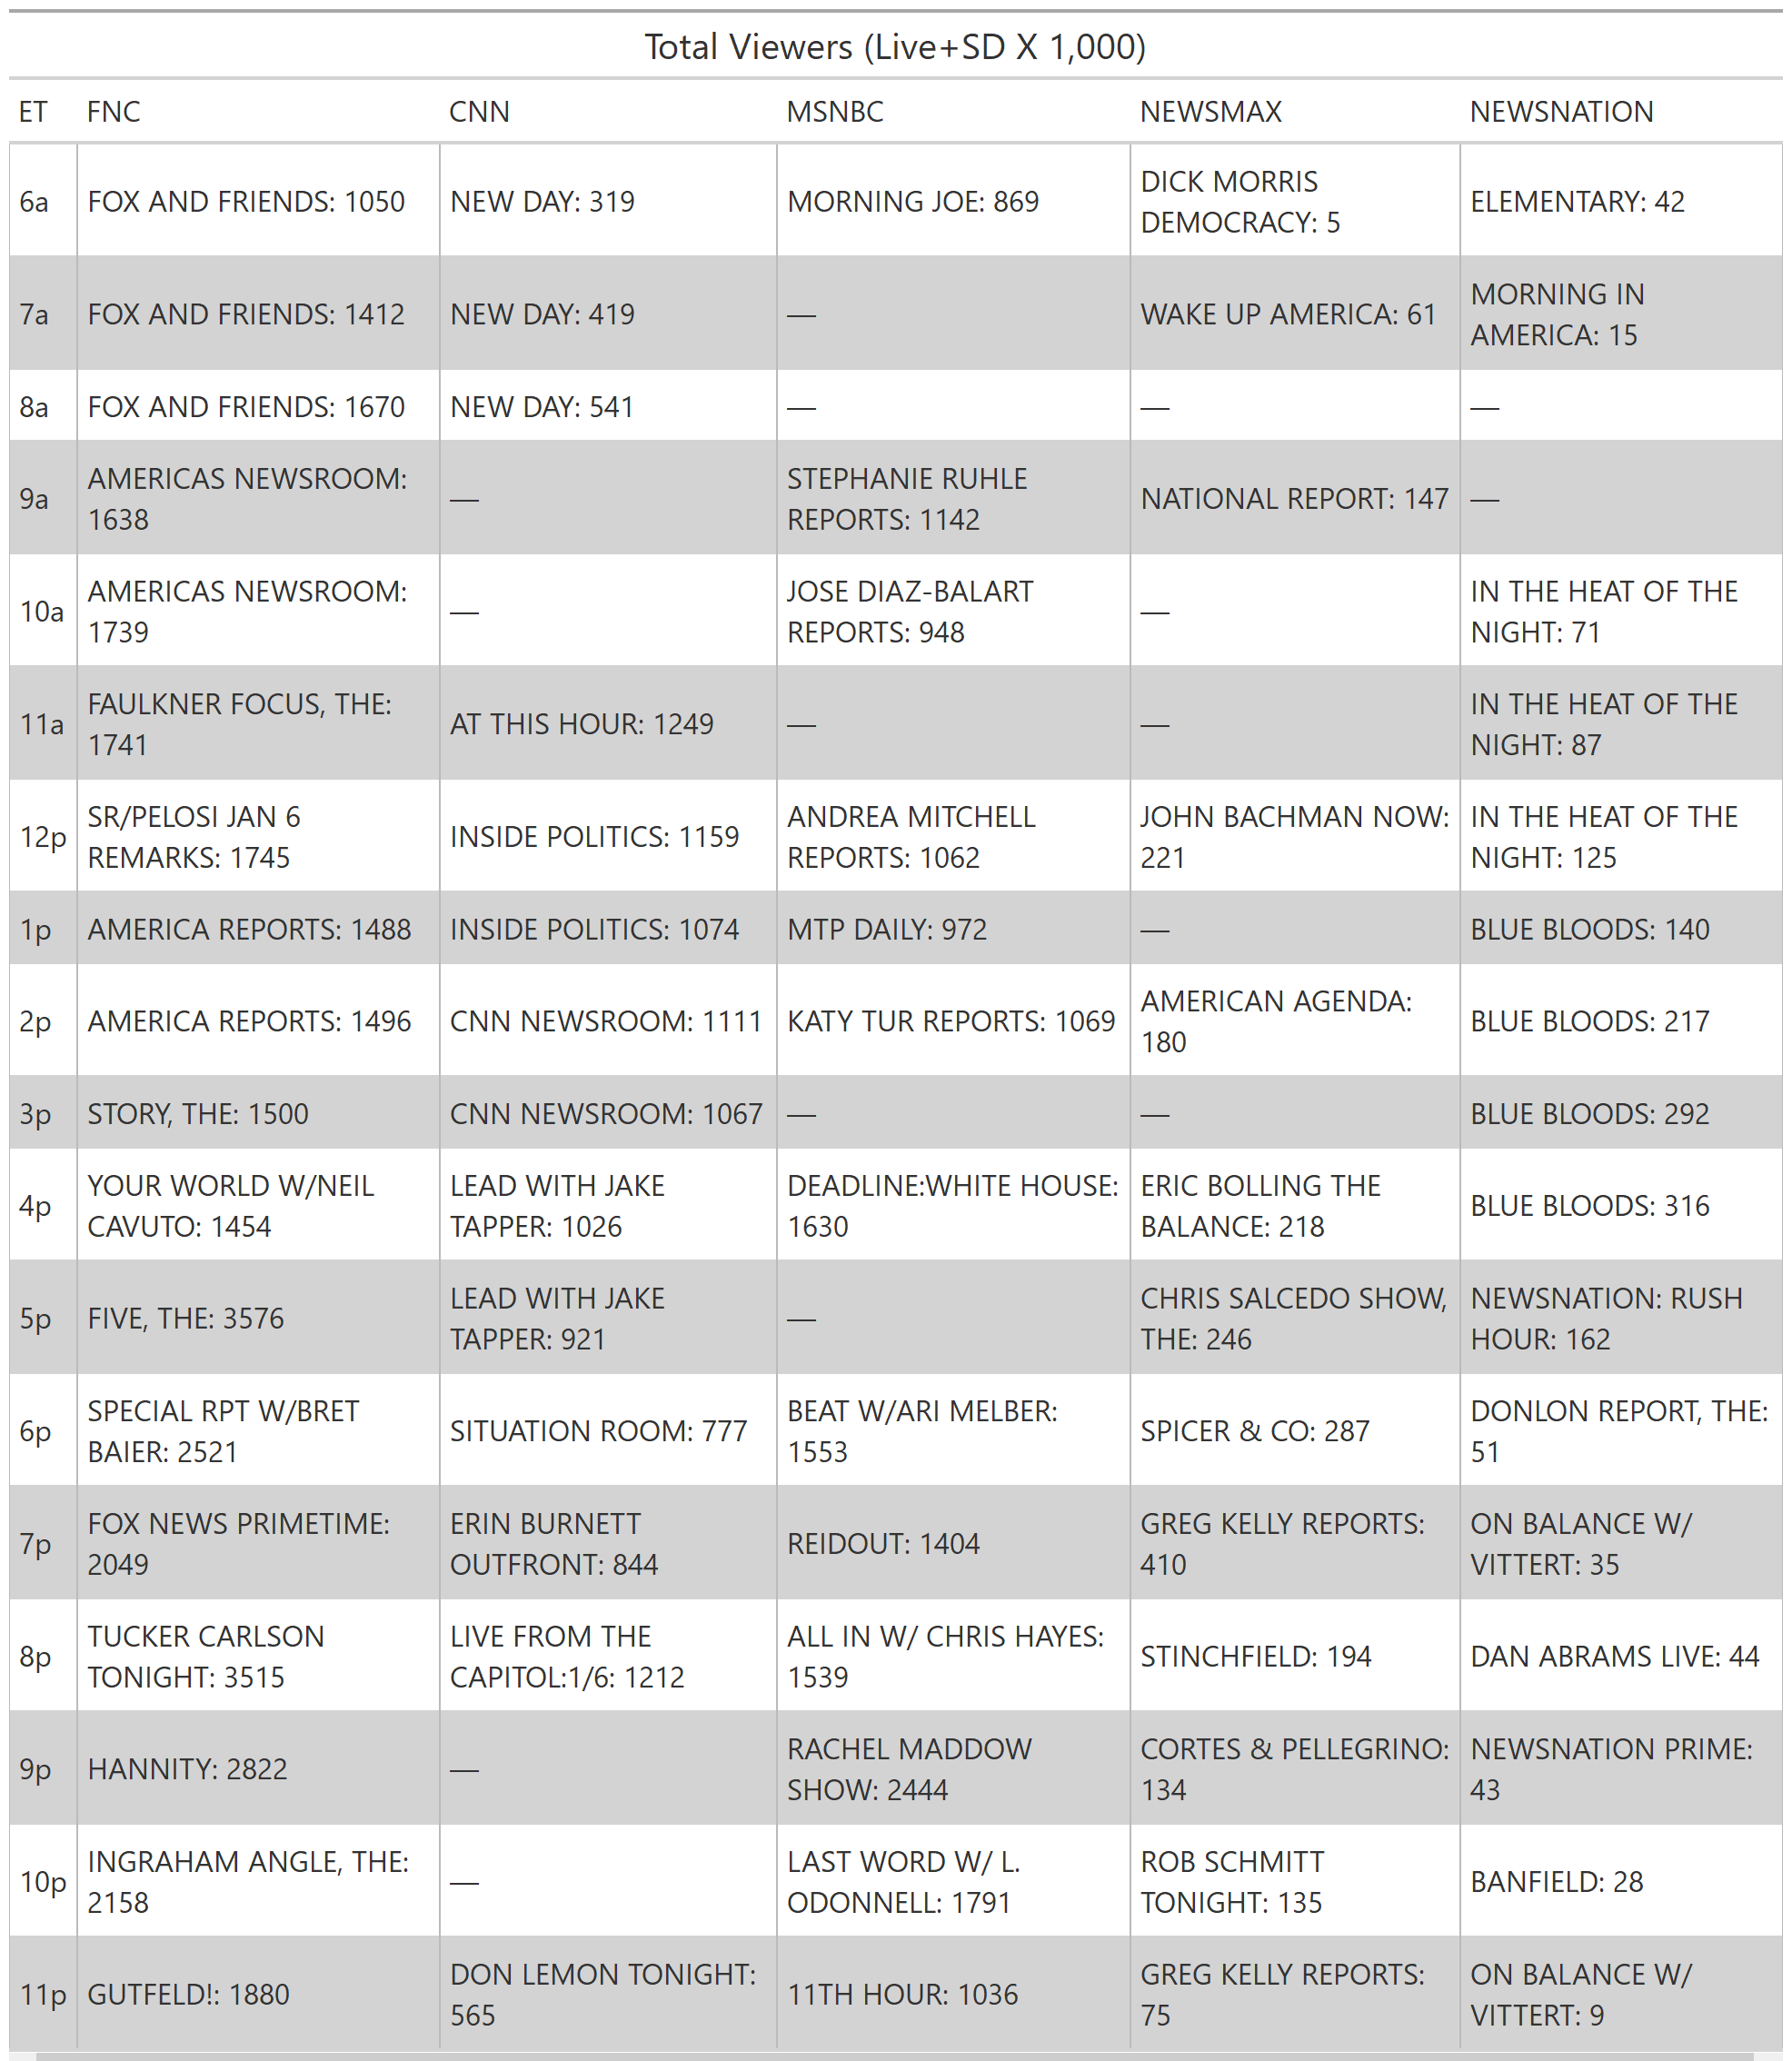 Total Viewers (Live+SD X 1,000)
ET FNC CNN MSNBC NEWSMAX NEWSNATION
6a
FOX AND FRIENDS: 1050
NEW DAY: 319
MORNING JOE: 869
DICK MORRIS
DEMOCRACY: 5
ELEMENTARY: 42
7a
FOX AND FRIENDS: 1412
NEW DAY: 419
—
WAKE UP AMERICA: 61
MORNING IN
AMERICA: 15
8a
FOX AND FRIENDS: 1670
NEW DAY: 541
—
—
—
9a
AMERICAS NEWSROOM:
1638
—
STEPHANIE RUHLE
REPORTS: 1142
NATIONAL REPORT: 147
—
10a
AMERICAS NEWSROOM:
1739
—
JOSE DIAZ-BALART
REPORTS: 948
—
IN THE HEAT OF THE
NIGHT: 71
11a
FAULKNER FOCUS, THE:
1741
AT THIS HOUR: 1249
—
—
IN THE HEAT OF THE
NIGHT: 87
12p
SR/PELOSI JAN 6
REMARKS: 1745
INSIDE POLITICS: 1159
ANDREA MITCHELL
REPORTS: 1062
JOHN BACHMAN NOW:
221
IN THE HEAT OF THE
NIGHT: 125
1p
AMERICA REPORTS: 1488
INSIDE POLITICS: 1074
MTP DAILY: 972
—
BLUE BLOODS: 140
2p
AMERICA REPORTS: 1496
CNN NEWSROOM: 1111
KATY TUR REPORTS: 1069
AMERICAN AGENDA:
180
BLUE BLOODS: 217
3p
STORY, THE: 1500
CNN NEWSROOM: 1067
—
—
BLUE BLOODS: 292
4p
YOUR WORLD W/NEIL
CAVUTO: 1454
LEAD WITH JAKE
TAPPER: 1026
DEADLINE:WHITE HOUSE:
1630
ERIC BOLLING THE
BALANCE: 218
BLUE BLOODS: 316
5p
FIVE, THE: 3576
LEAD WITH JAKE
TAPPER: 921
—
CHRIS SALCEDO SHOW,
THE: 246
NEWSNATION: RUSH
HOUR: 162
6p
SPECIAL RPT W/BRET
BAIER: 2521
SITUATION ROOM: 777
BEAT W/ARI MELBER:
1553
SPICER & CO: 287
DONLON REPORT, THE:
51
7p
FOX NEWS PRIMETIME:
2049
ERIN BURNETT
OUTFRONT: 844
REIDOUT: 1404
GREG KELLY REPORTS:
410
ON BALANCE W/
VITTERT: 35
8p
TUCKER CARLSON
TONIGHT: 3515
LIVE FROM THE
CAPITOL:1/6: 1212
ALL IN W/ CHRIS HAYES:
1539
STINCHFIELD: 194
DAN ABRAMS LIVE: 44
9p
HANNITY: 2822
—
RACHEL MADDOW
SHOW: 2444
CORTES & PELLEGRINO:
134
NEWSNATION PRIME:
43
10p
INGRAHAM ANGLE, THE:
2158
—
LAST WORD W/ L.
ODONNELL: 1791
ROB SCHMITT
TONIGHT: 135
BANFIELD: 28
11p
GUTFELD!: 1880
DON LEMON TONIGHT:
565
11TH HOUR: 1036
GREG KELLY REPORTS:
75
ON BALANCE W/
VITTERT: 9